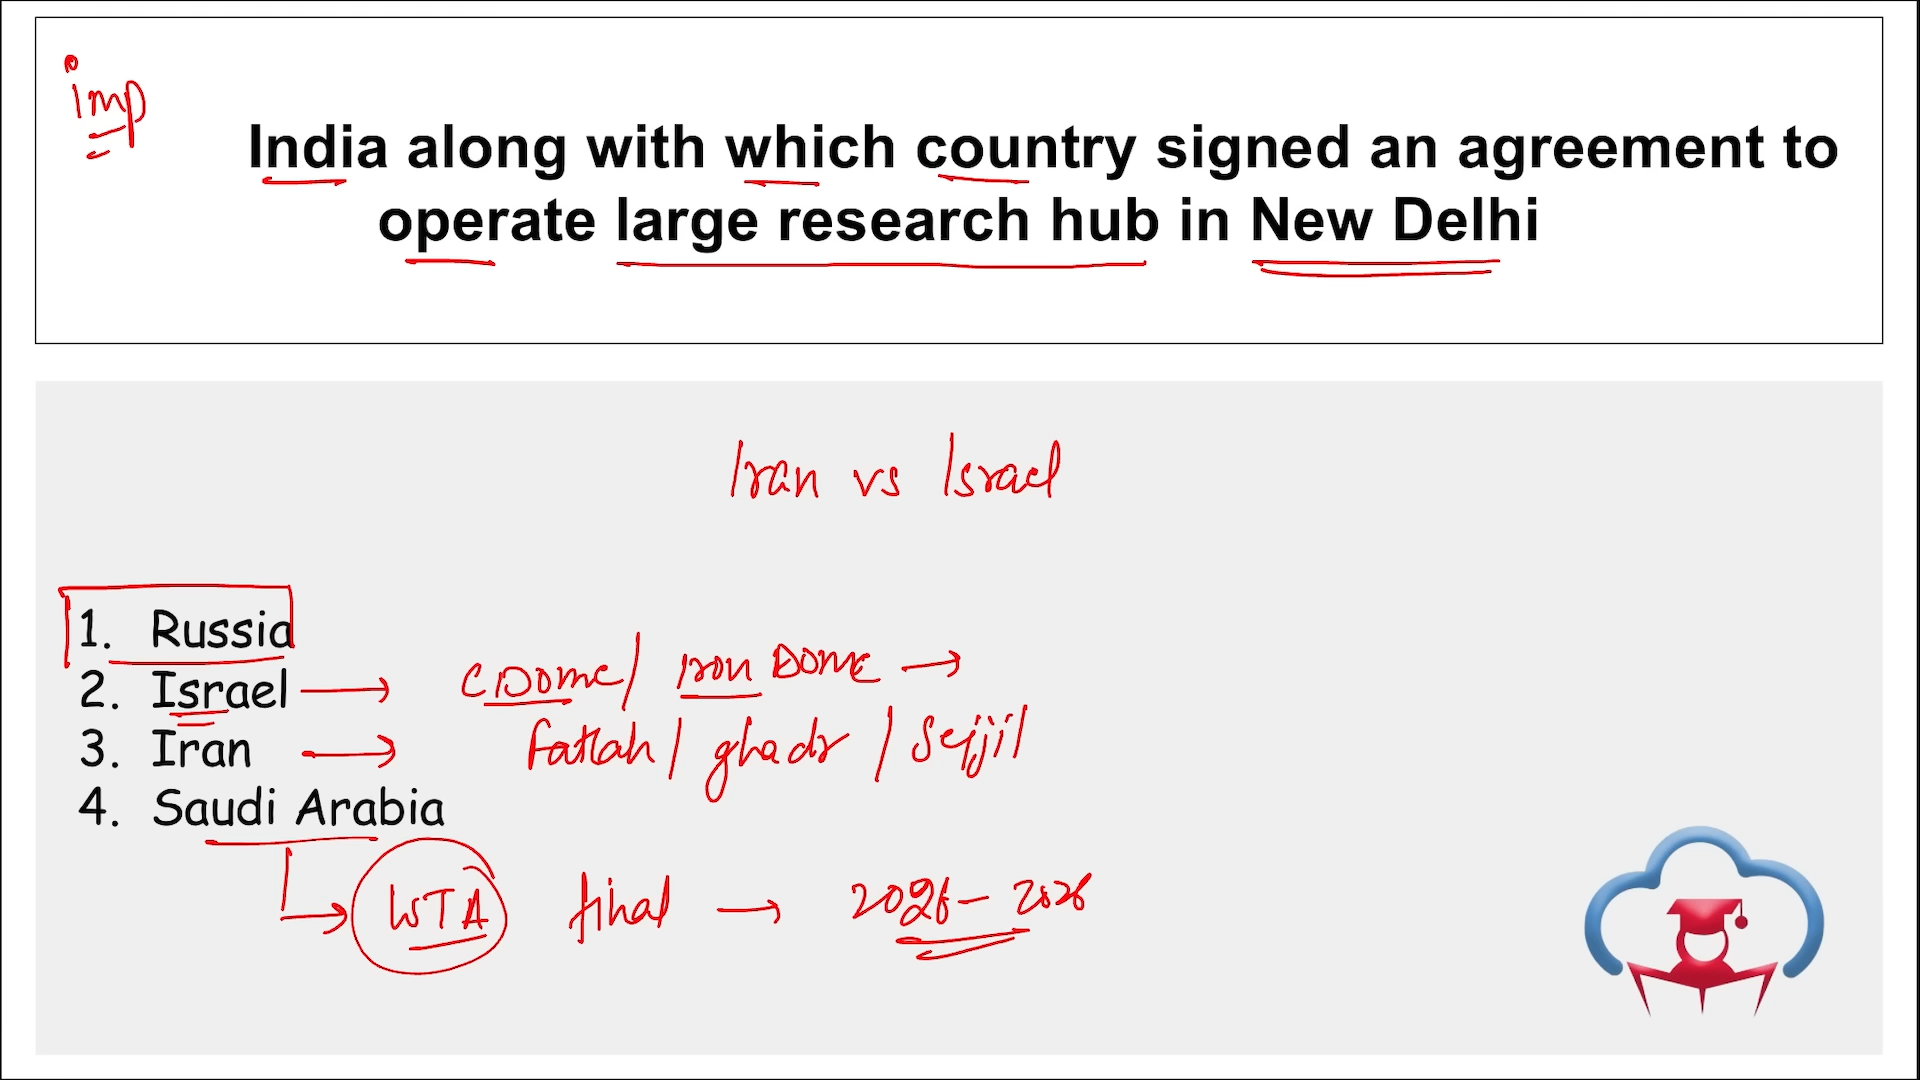 imp
India along with which country signed an agreement to
operate large research hub in New Delhi
Iran vs Israel
1. Russia
2. Israel → C Dome / Iron Dome →
3. Iran → Fattah / ghadr / Sejjil
4. Saudi Arabia
WTA final → 2026 -